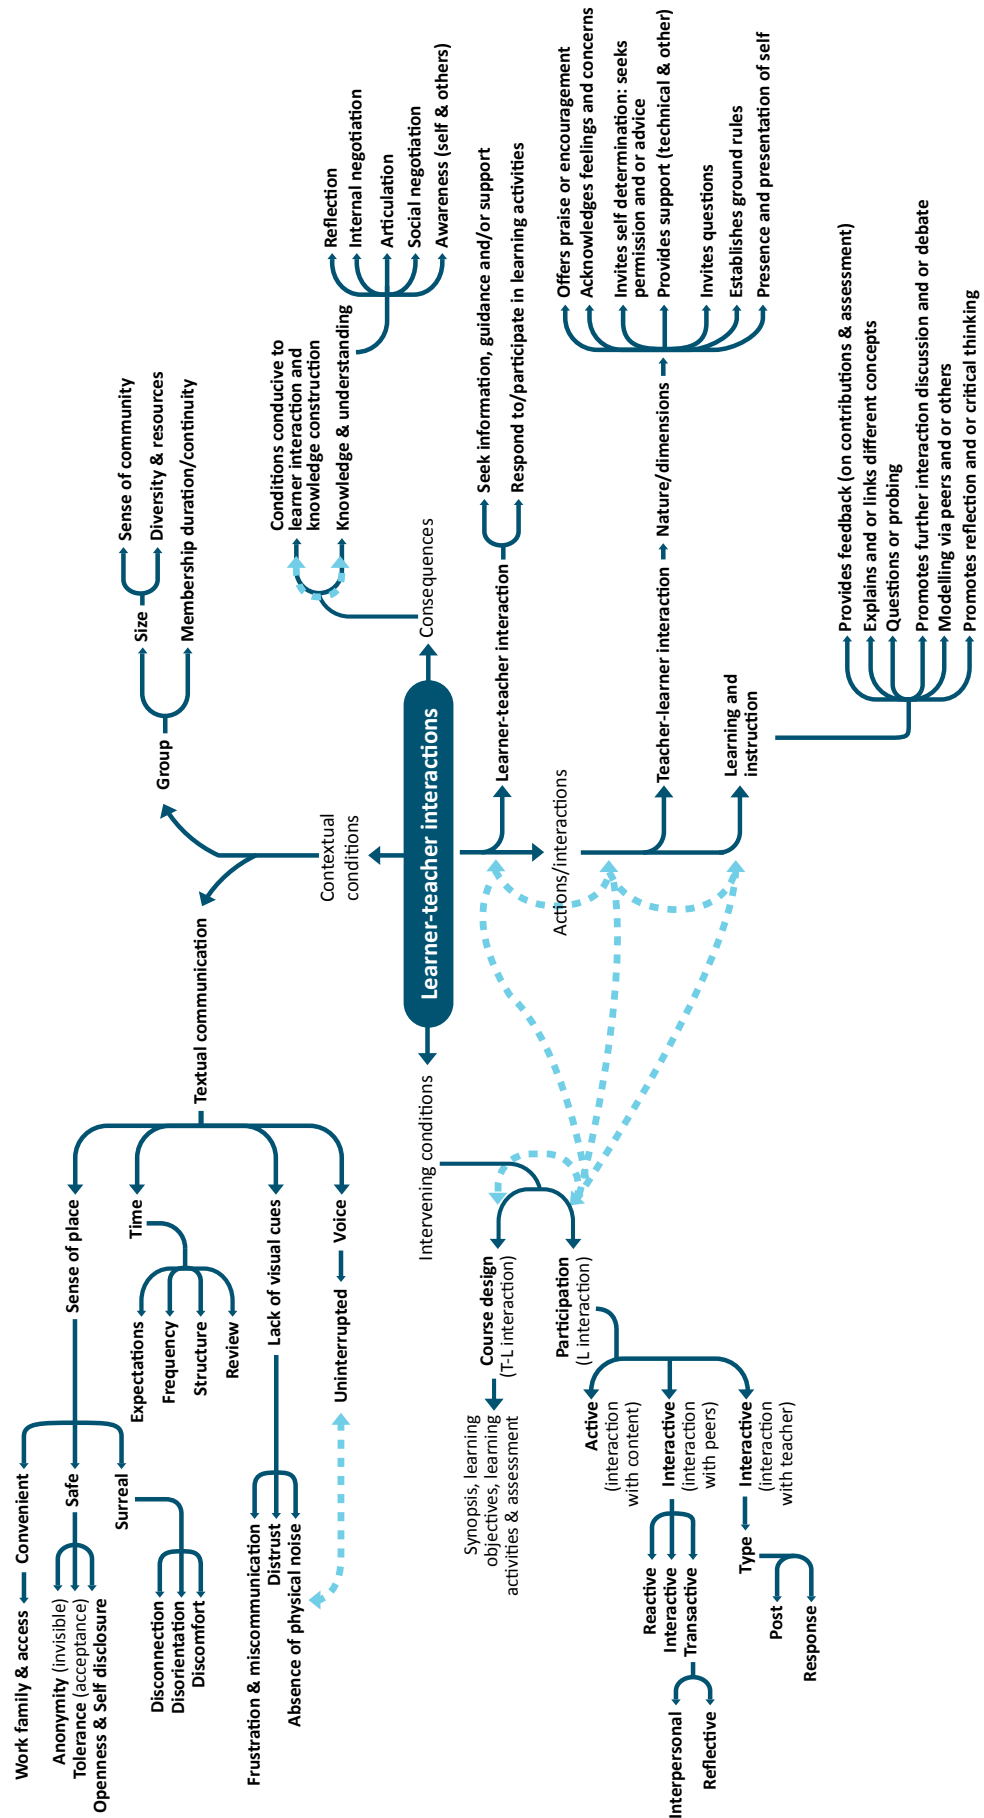 Work family & access
Convenient
Anonymity (invisible)
Tolerance (acceptance)
Openness & Self disclosure
Safe
Disconnection
Disorientation
Discomfort
Surreal
Sense of place
Expectations
Frequency
Structure
Review
Time
Frustration & miscommunication
Distrust
Absence of physical noise
Lack of visual cues
Uninterrupted
Voice
Textual communication
Group
Size
Sense of community
Diversity & resources
Membership duration/continuity
Contextual
conditions
Learner-teacher interactions
Consequences
Conditions conducive to
learner interaction and
knowledge construction
Knowledge & understanding
Reflection
Internal negotiation
Articulation
Social negotiation
Awareness (self & others)
Intervening conditions
Course design
(T-L interaction)
Synopsis, learning
objectives, learning
activities & assessment
Participation
(L interaction)
Active
(interaction
with content)
Interactive
(interaction
with peers)
Reactive
Interactive
Transactive
Interpersonal
Reflective
Interactive
(interaction
with teacher)
Type
Post
Response
Actions/interactions
Learner-teacher interaction
Seek information, guidance and/or support
Respond to/participate in learning activities
Teacher-learner interaction
Nature/dimensions
Offers praise or encouragement
Acknowledges feelings and concerns
Invites self determination: seeks
permission and or advice
Provides support (technical & other)
Invites questions
Establishes ground rules
Presence and presentation of self
Learning and
instruction
Provides feedback (on contributions & assessment)
Explains and or links different concepts
Questions or probing
Promotes further interaction discussion and or debate
Modelling via peers and or others
Promotes reflection and or critical thinking